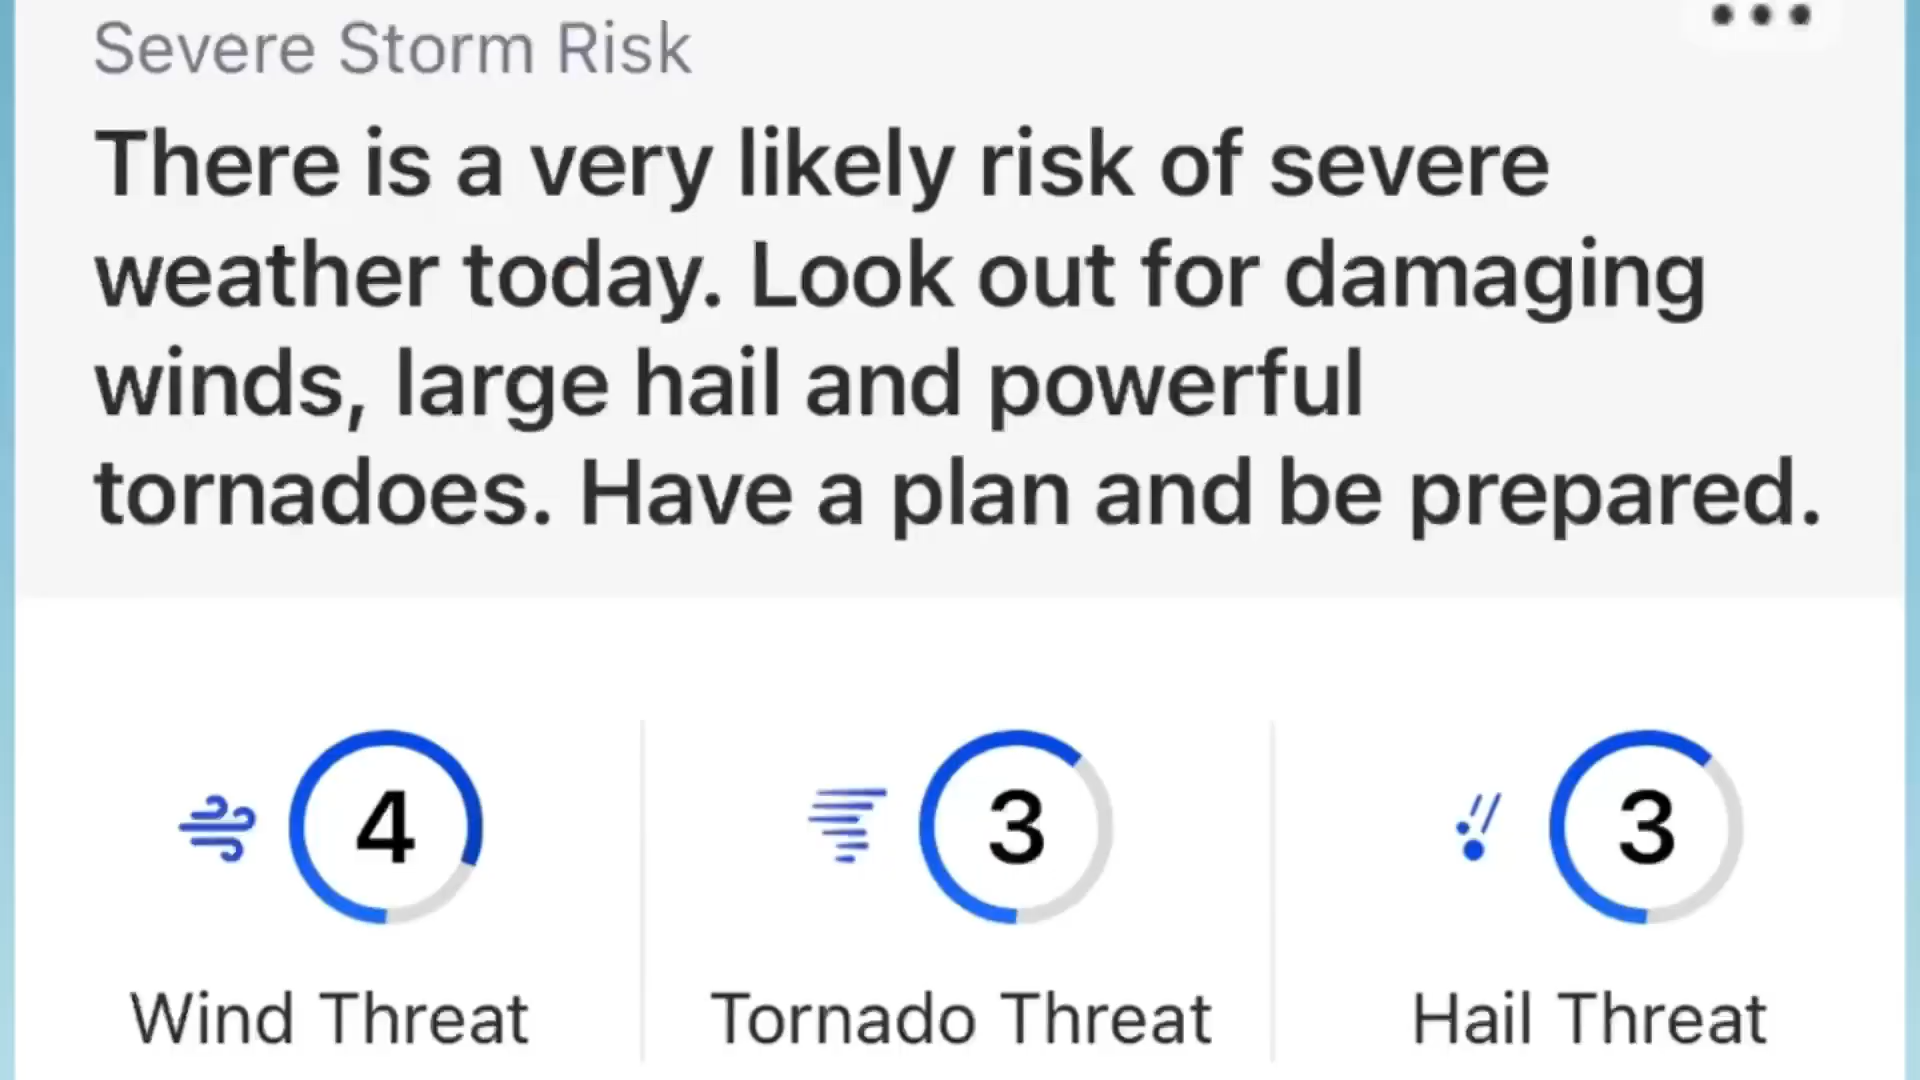 Severe Storm Risk
There is a very likely risk of severe
weather today. Look out for damaging
winds, large hail and powerful
tornadoes. Have a plan and be prepared.
4
3
3
Wind Threat
Tornado Threat
Hail Threat